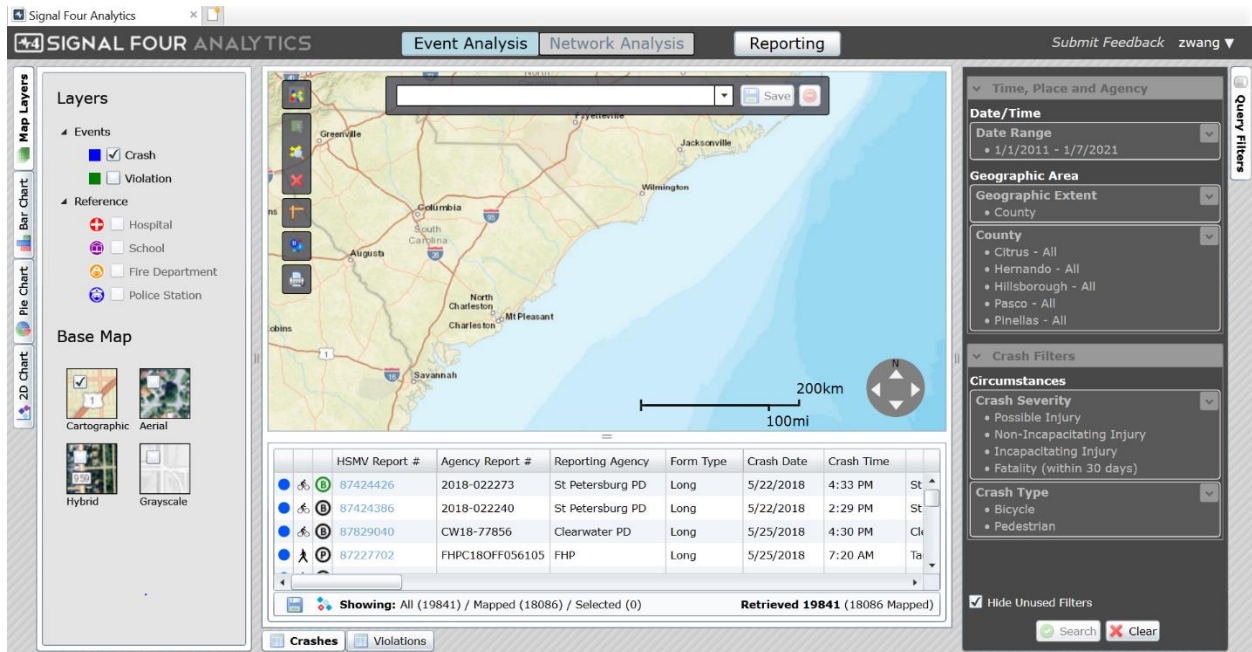 Signal Four Analytics
SIGNAL FOUR ANALYTICS
Event Analysis
Network Analysis
Reporting
Submit Feedback
zwang
Map Layers
Bar Chart
Pie Chart
2D Chart
Layers
Events
Crash
Violation
Reference
Hospital
School
Fire Department
Police Station
Base Map
Cartographic
Aerial
Hybrid
Grayscale
Save
Fayetteville
Greenville
Jacksonville
Wilmington
Columbia
95
South
Carolina
Augusta
26
North
Charleston
Mt Pleasant
Charleston
obins
1
Savannah
N
200km
100mi
HSMV Report # Agency Report # Reporting Agency Form Type Crash Date Crash Time
B 87424426 2018-022273 St Petersburg PD Long 5/22/2018 4:33 PM St
B 87424386 2018-022240 St Petersburg PD Long 5/22/2018 2:29 PM St
B 87829040 CW18-77856 Clearwater PD Long 5/25/2018 4:30 PM Cle
P 87227702 FHPC18OFF056105 FHP Long 5/25/2018 7:20 AM Ta
Showing: All (19841) / Mapped (18086) / Selected (0) Retrieved 19841 (18086 Mapped)
Crashes
Violations
Query Filters
Time, Place and Agency
Date/Time
Date Range
• 1/1/2011 - 1/7/2021
Geographic Area
Geographic Extent
• County
County
• Citrus - All
• Hernando - All
• Hillsborough - All
• Pasco - All
• Pinellas - All
Crash Filters
Circumstances
Crash Severity
• Possible Injury
• Non-Incapacitating Injury
• Incapacitating Injury
• Fatality (within 30 days)
Crash Type
• Bicycle
• Pedestrian
Hide Unused Filters
Search
Clear